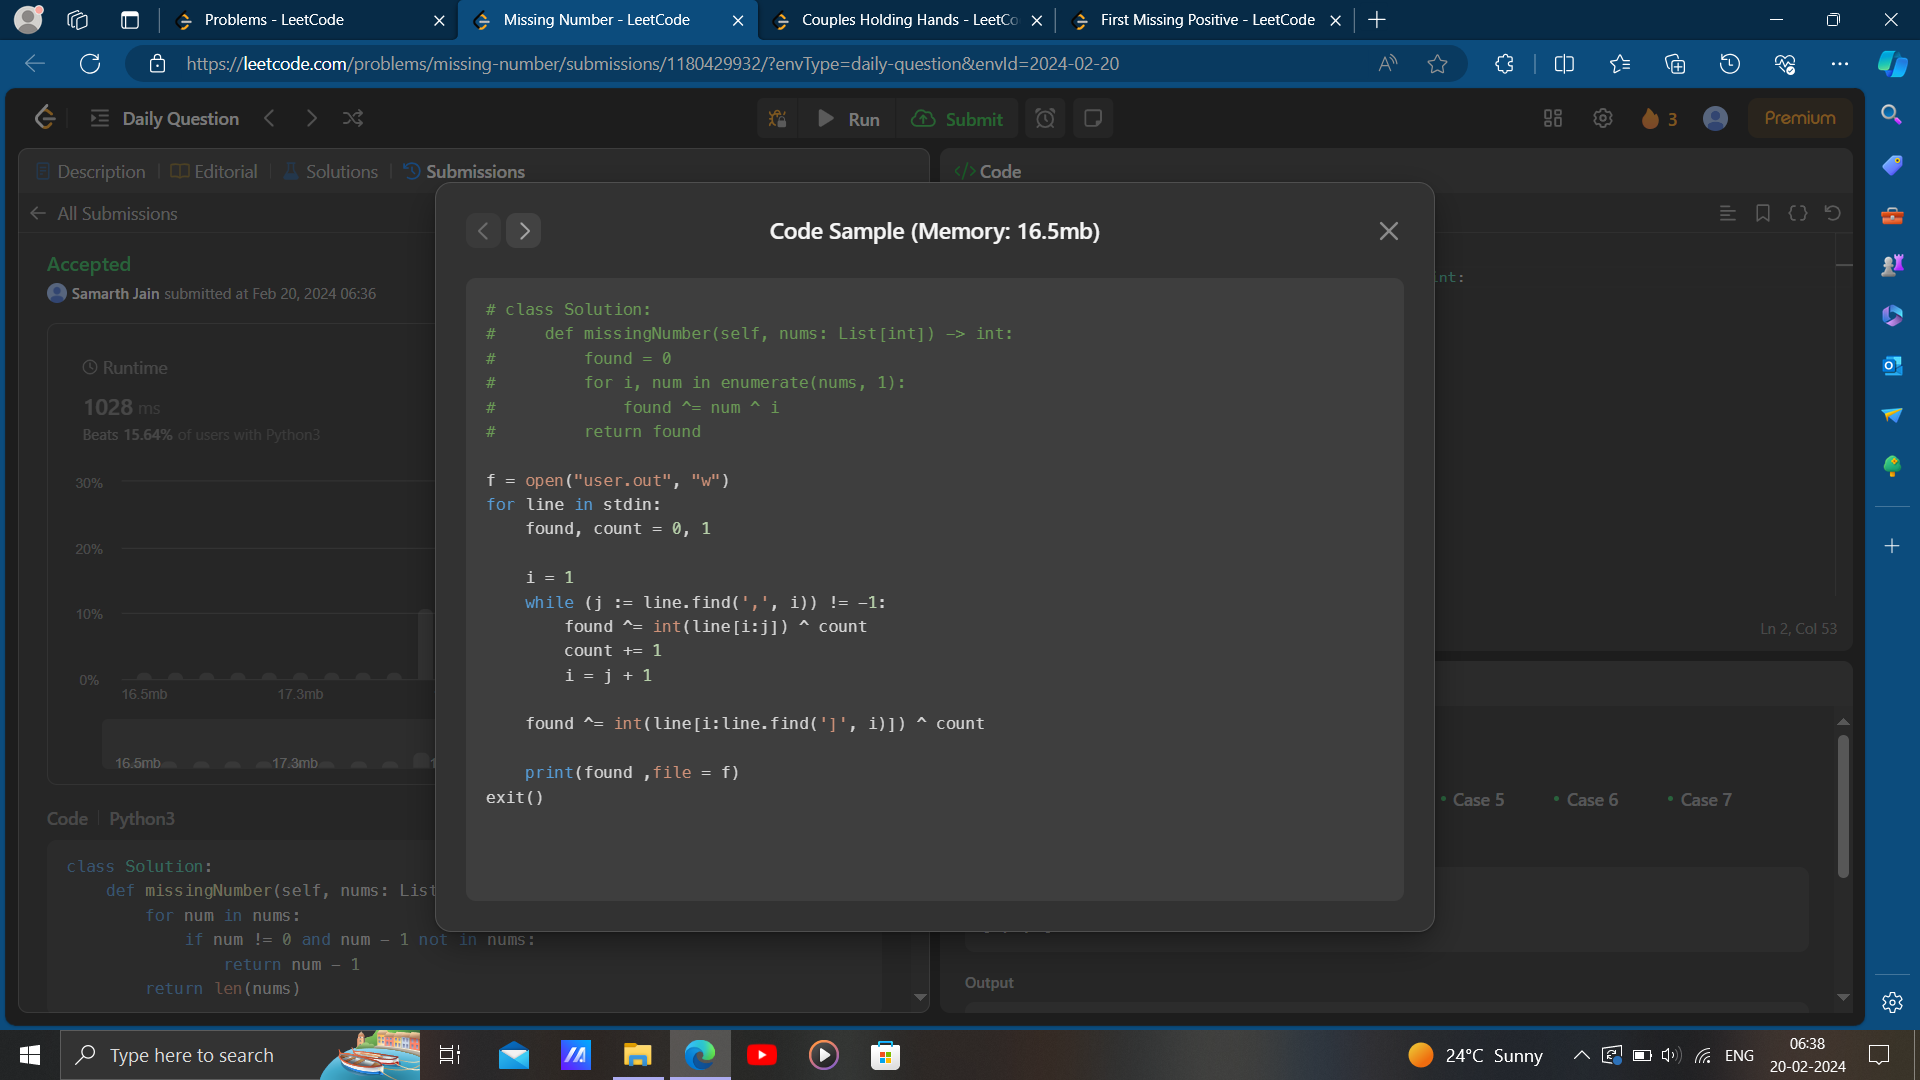 Problems - LeetCode
Missing Number - LeetCode
Couples Holding Hands - LeetCo
First Missing Positive - LeetCode
https://leetcode.com/problems/missing-number/submissions/1180429932/?envType=daily-question&envId=2024-02-20
Daily Question
Run
Submit
3
Premium
Description
Editorial
Solutions
Submissions
</> Code
All Submissions
Accepted
Samarth Jain submitted at Feb 20, 2024 06:36
Runtime
1028 ms
Beats 15.64% of users with Python3
30%
20%
10%
0%
16.5mb
17.3mb
16.5mb
17.3mb
Code
Python3
class Solution:
def missingNumber(self, nums: List
for num in nums:
if num != 0 and num - 1 not in nums:
return num - 1
return len(nums)
Code Sample (Memory: 16.5mb)
# class Solution:
#     def missingNumber(self, nums: List[int]) -> int:
#         found = 0
#         for i, num in enumerate(nums, 1):
#             found ^= num ^ i
#         return found
f = open("user.out", "w")
for line in stdin:
    found, count = 0, 1
    i = 1
    while (j := line.find(',', i)) != -1:
        found ^= int(line[i:j]) ^ count
        count += 1
        i = j + 1
    found ^= int(line[i:line.find(']', i)]) ^ count
    print(found ,file = f)
exit()
int:
Ln 2, Col 53
Case 5
Case 6
Case 7
Output
Type here to search
24°C Sunny
ENG
06:38
20-02-2024